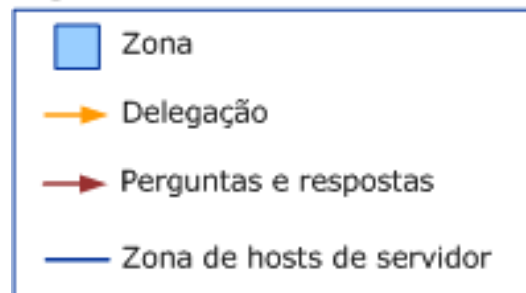 Zona
Delegação
Perguntas e respostas
Zona de hosts de servidor